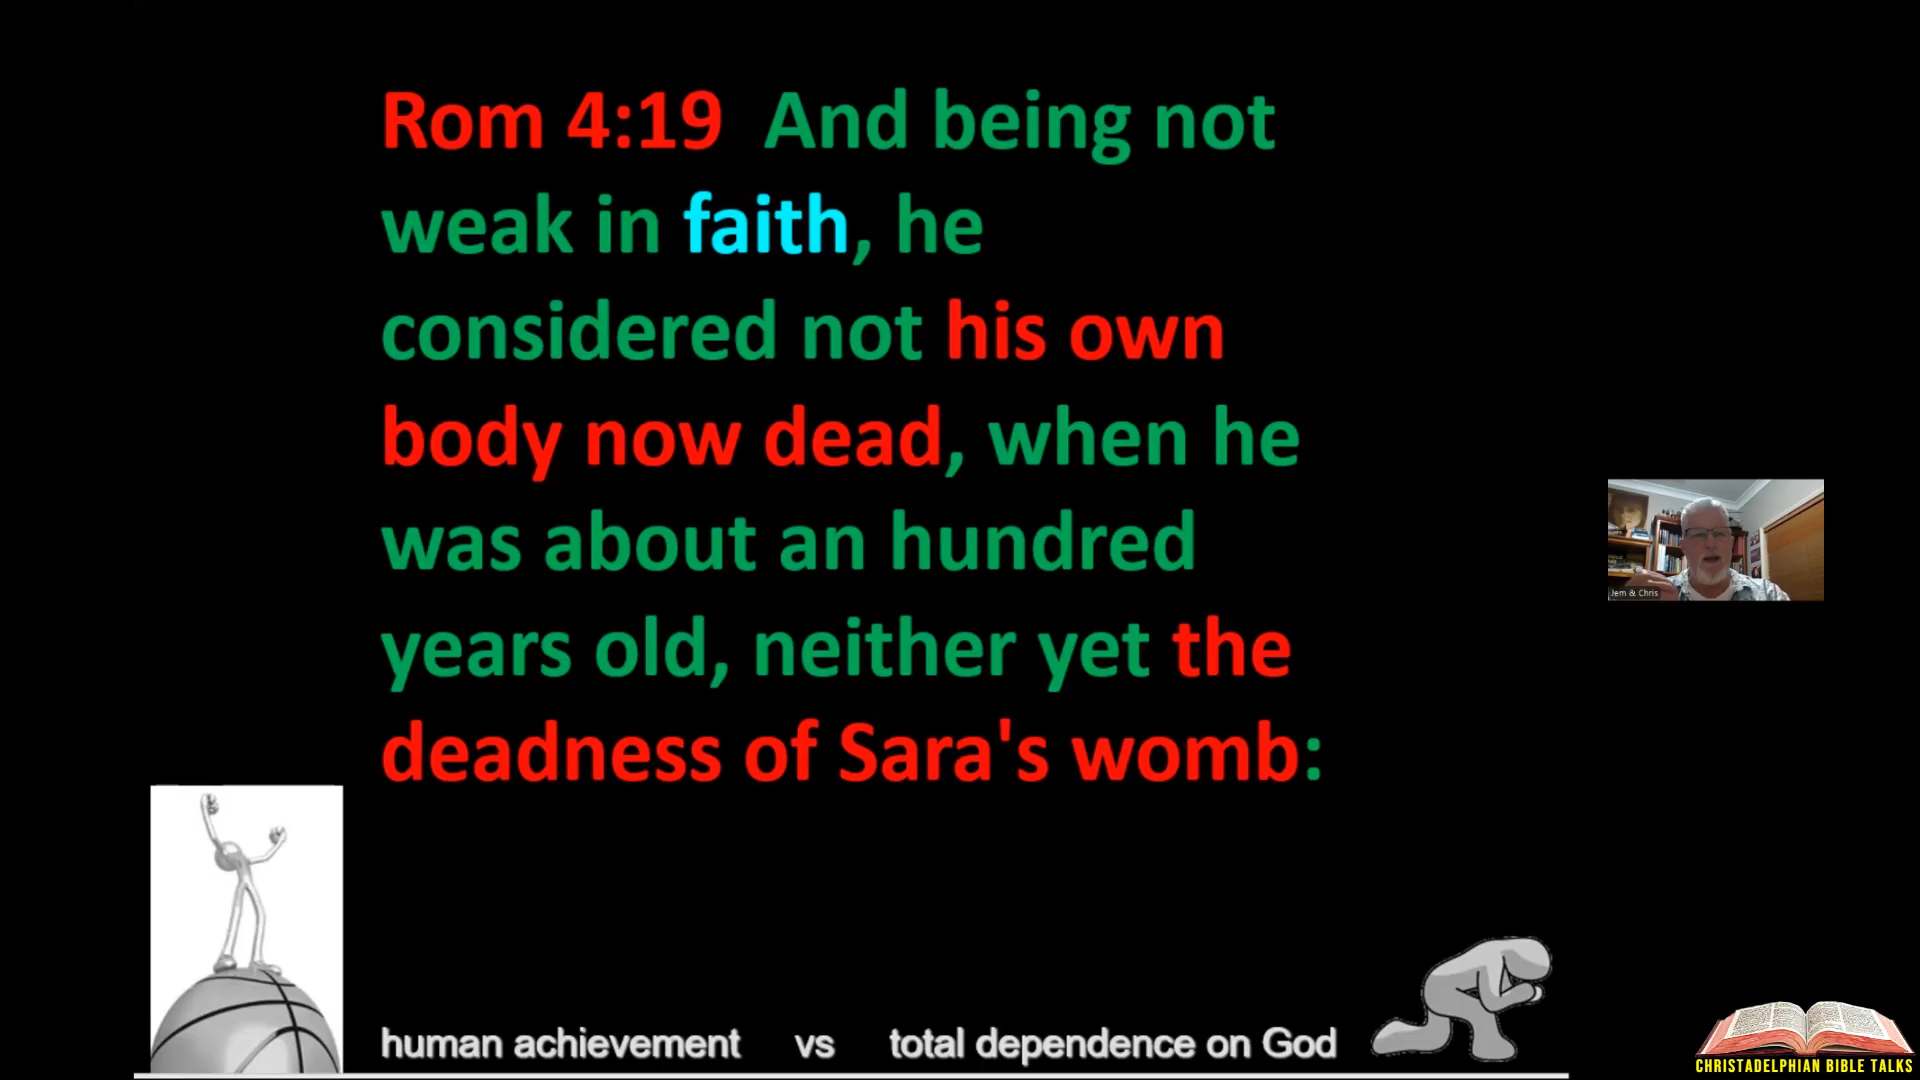 Rom 4:19  And being not
weak in faith, he
considered not his own
body now dead, when he
was about an hundred
years old, neither yet the
deadness of Sara's womb:
Jem & Chris
human achievement vs total dependence on God
CHRISTADELPHIAN BIBLE TALKS